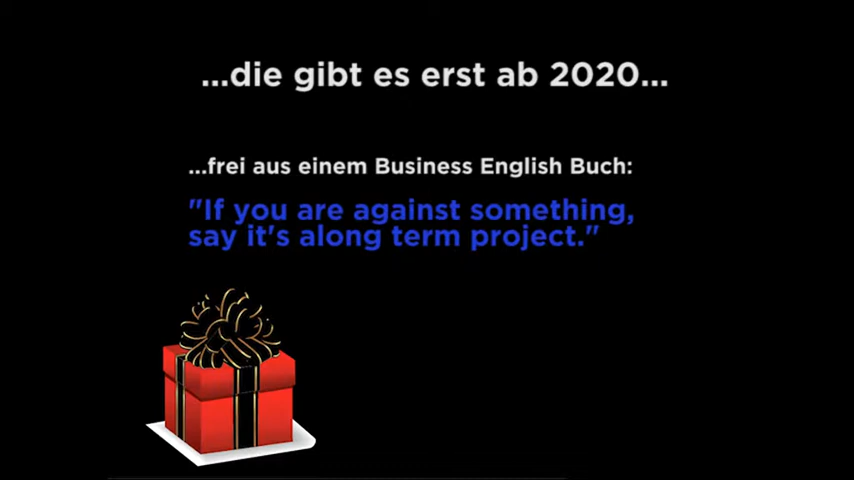 ...die gibt es erst ab 2020...
...frei aus einem Business English Buch:
"If you are against something,
say it's along term project."